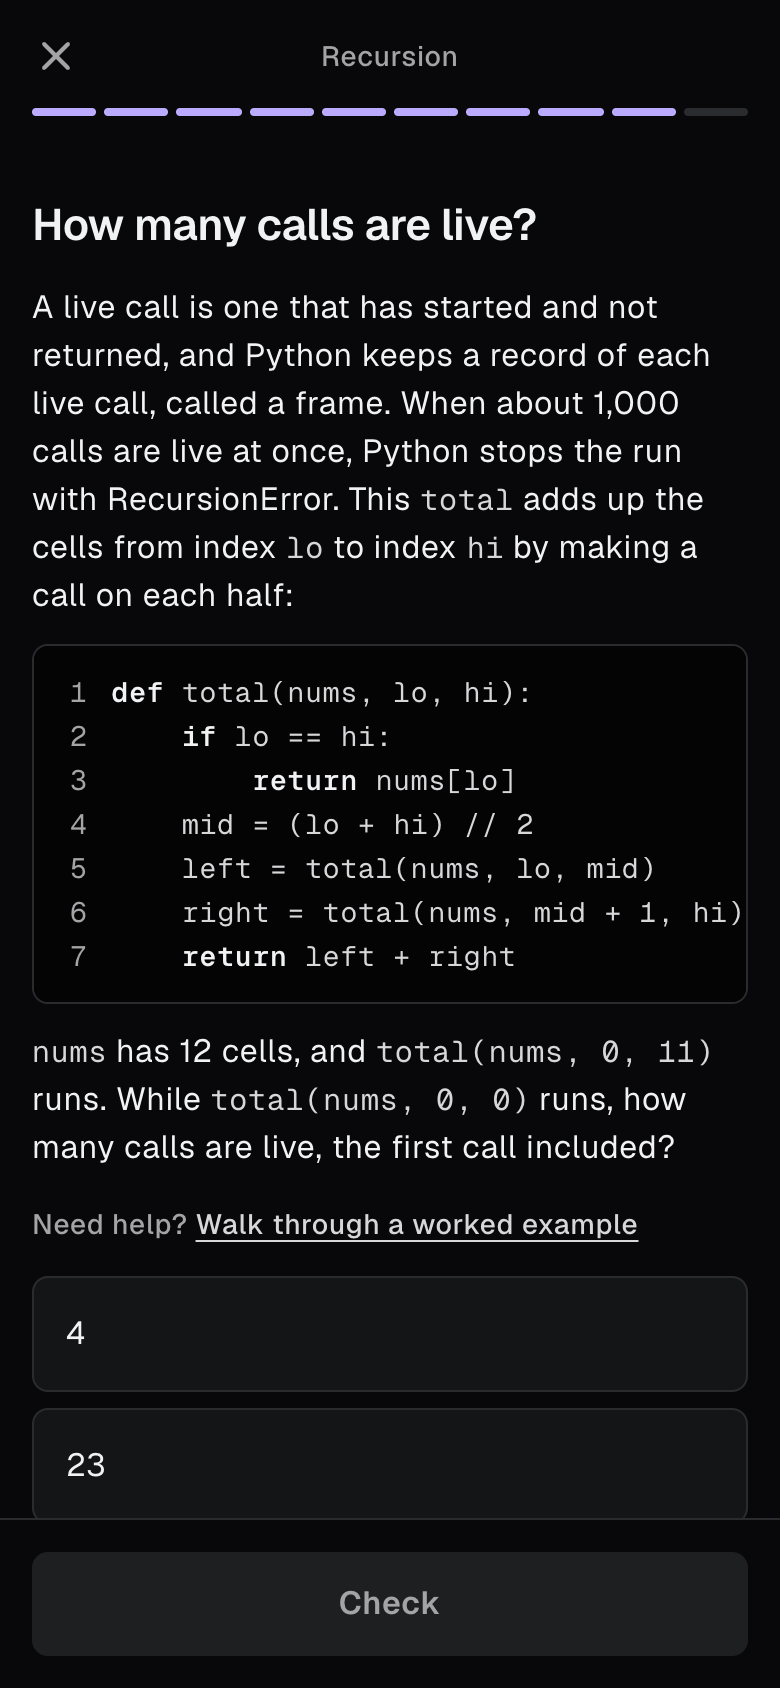 Recursion
How many calls are live?
A live call is one that has started and not
returned, and Python keeps a record of each
live call, called a frame. When about 1,000
calls are live at once, Python stops the run
with RecursionError. This total adds up the
cells from index lo to index hi by making a
call on each half:
1 def total(nums, lo, hi):
2     if lo == hi:
3         return nums[lo]
4     mid = (lo + hi) // 2
5     left = total(nums, lo, mid)
6     right = total(nums, mid + 1, hi)
7     return left + right
nums has 12 cells, and total(nums, 0, 11)
runs. While total(nums, 0, 0) runs, how
many calls are live, the first call included?
Need help? Walk through a worked example
4
23
Check